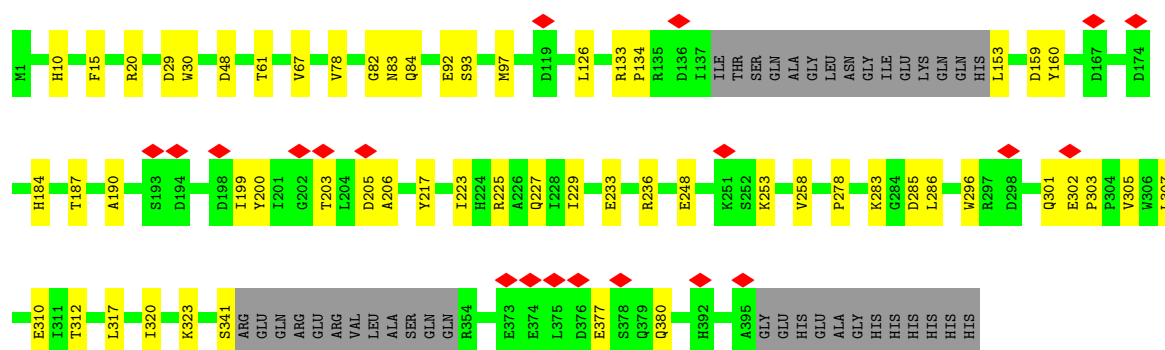 M1 H10 F15 R20 D29 W30 D48 T61 V67 V78 G82 N83 Q84 E92 S93 M97 D119 L126 R133 P134 R135 D136 I137 ILE THR SER GLN ALA GLY LEU ASN GLY ILE GLU LYS GLN GLN HIS L153 D159 Y160 D167 D174
H184 T187 A190 S193 D194 D198 I199 Y200 I201 G202 T203 L204 D205 A206 Y217 I223 H224 R225 A226 Q227 I228 I229 E233 R236 E248 K251 S252 K253 V258 P278 K283 G284 D285 L286 W296 R297 D298 Q301 E302 P303 P304 V305 W306
E310 I311 T312 L317 I320 K323 S341 ARG GLU GLN ARG GLU ARG VAL LEU ALA SER GLN GLN R354 E373 E374 L375 D376 E377 S378 Q379 Q380 H392 A395 GLY GLU HIS GLU ALA GLY HIS HIS HIS HIS HIS HIS